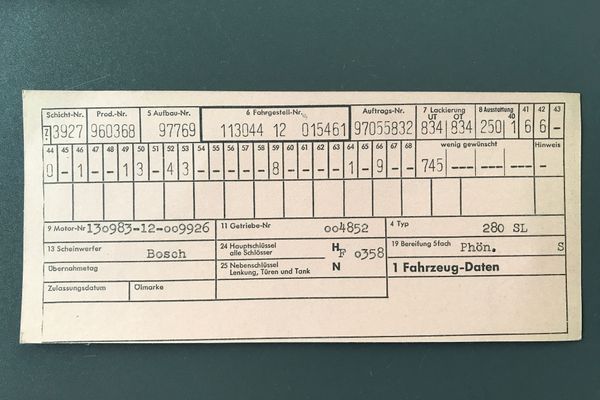 Schicht-Nr. Prod.-Nr. 5 Aufbau-Nr. 6 Fahrgestell-Nr. Auftrags-Nr. 7 Lackierung 8 Ausstattung 41 42 43
UT OT 40
73927 960368 97769 113044 12 015461 97055832 834 834 250 1 6 6 -
44 45 46 47 48 49 50 51 52 53 54 55 56 57 58 59 60 61 62 63 64 65 66 67 68 wenig gewünscht Hinweis
0 - 1 - - 1 3 - 4 3 - - - - - 8 - - - - 1 - 9 - - 745 --- --- --- -
9 Motor-Nr 130983-12-009926 11 Getriebe-Nr 004852 4 Typ 280 SL
13 Scheinwerfer Bosch 24 Hauptschlüssel alle Schlösser H F 0358 19 Bereifung 5fach Phön. S
Übernahmetag 25 Nebenschlüssel Lenkung, Türen und Tank N 1 Fahrzeug-Daten
Zulassungsdatum Ölmarke